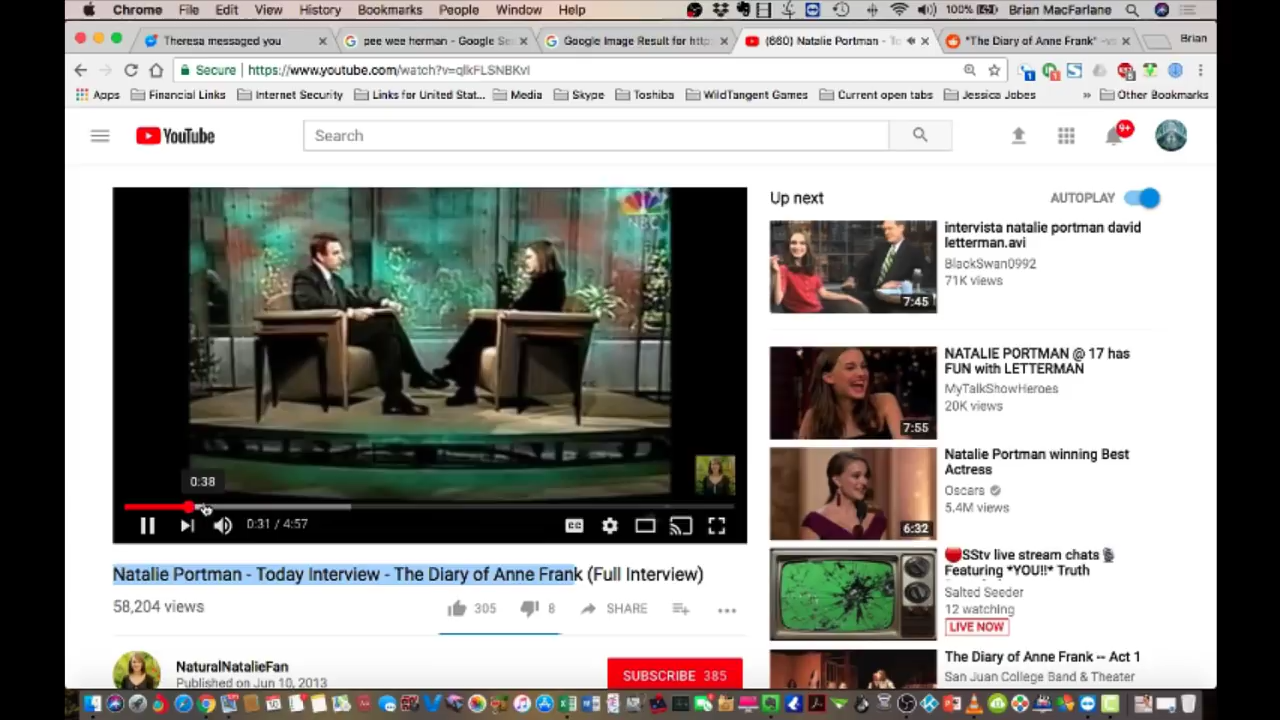 Chrome File Edit View History Bookmarks People Window Help 100% Brian MacFarlane
Theresa messaged you
pee wee herman - Google Se
Google Image Result for http:
(660) Natalie Portman - To
"The Diary of Anne Frank" -
Brian
Secure https://www.youtube.com/watch?v=qlkFLSNBKvI
Apps Financial Links Internet Security Links for United Stat... Media Skype Toshiba WildTangent Games Current open tabs Jessica Jobes » Other Bookmarks
YouTube
Search
9+
NBC
0:38
0:31 / 4:57
CC
Natalie Portman - Today Interview - The Diary of Anne Frank (Full Interview)
58,204 views
305
8
SHARE
NaturalNatalieFan
Published on Jun 10, 2013
SUBSCRIBE 385
Up next
AUTOPLAY
intervista natalie portman david
letterman.avi
BlackSwan0992
71K views
7:45
NATALIE PORTMAN @ 17 has
FUN with LETTERMAN
MyTalkShowHeroes
20K views
7:55
Natalie Portman winning Best
Actress
Oscars
5.4M views
6:32
SStv live stream chats
Featuring *YOU!!* Truth
Salted Seeder
12 watching
LIVE NOW
The Diary of Anne Frank -- Act 1
San Juan College Band & Theater